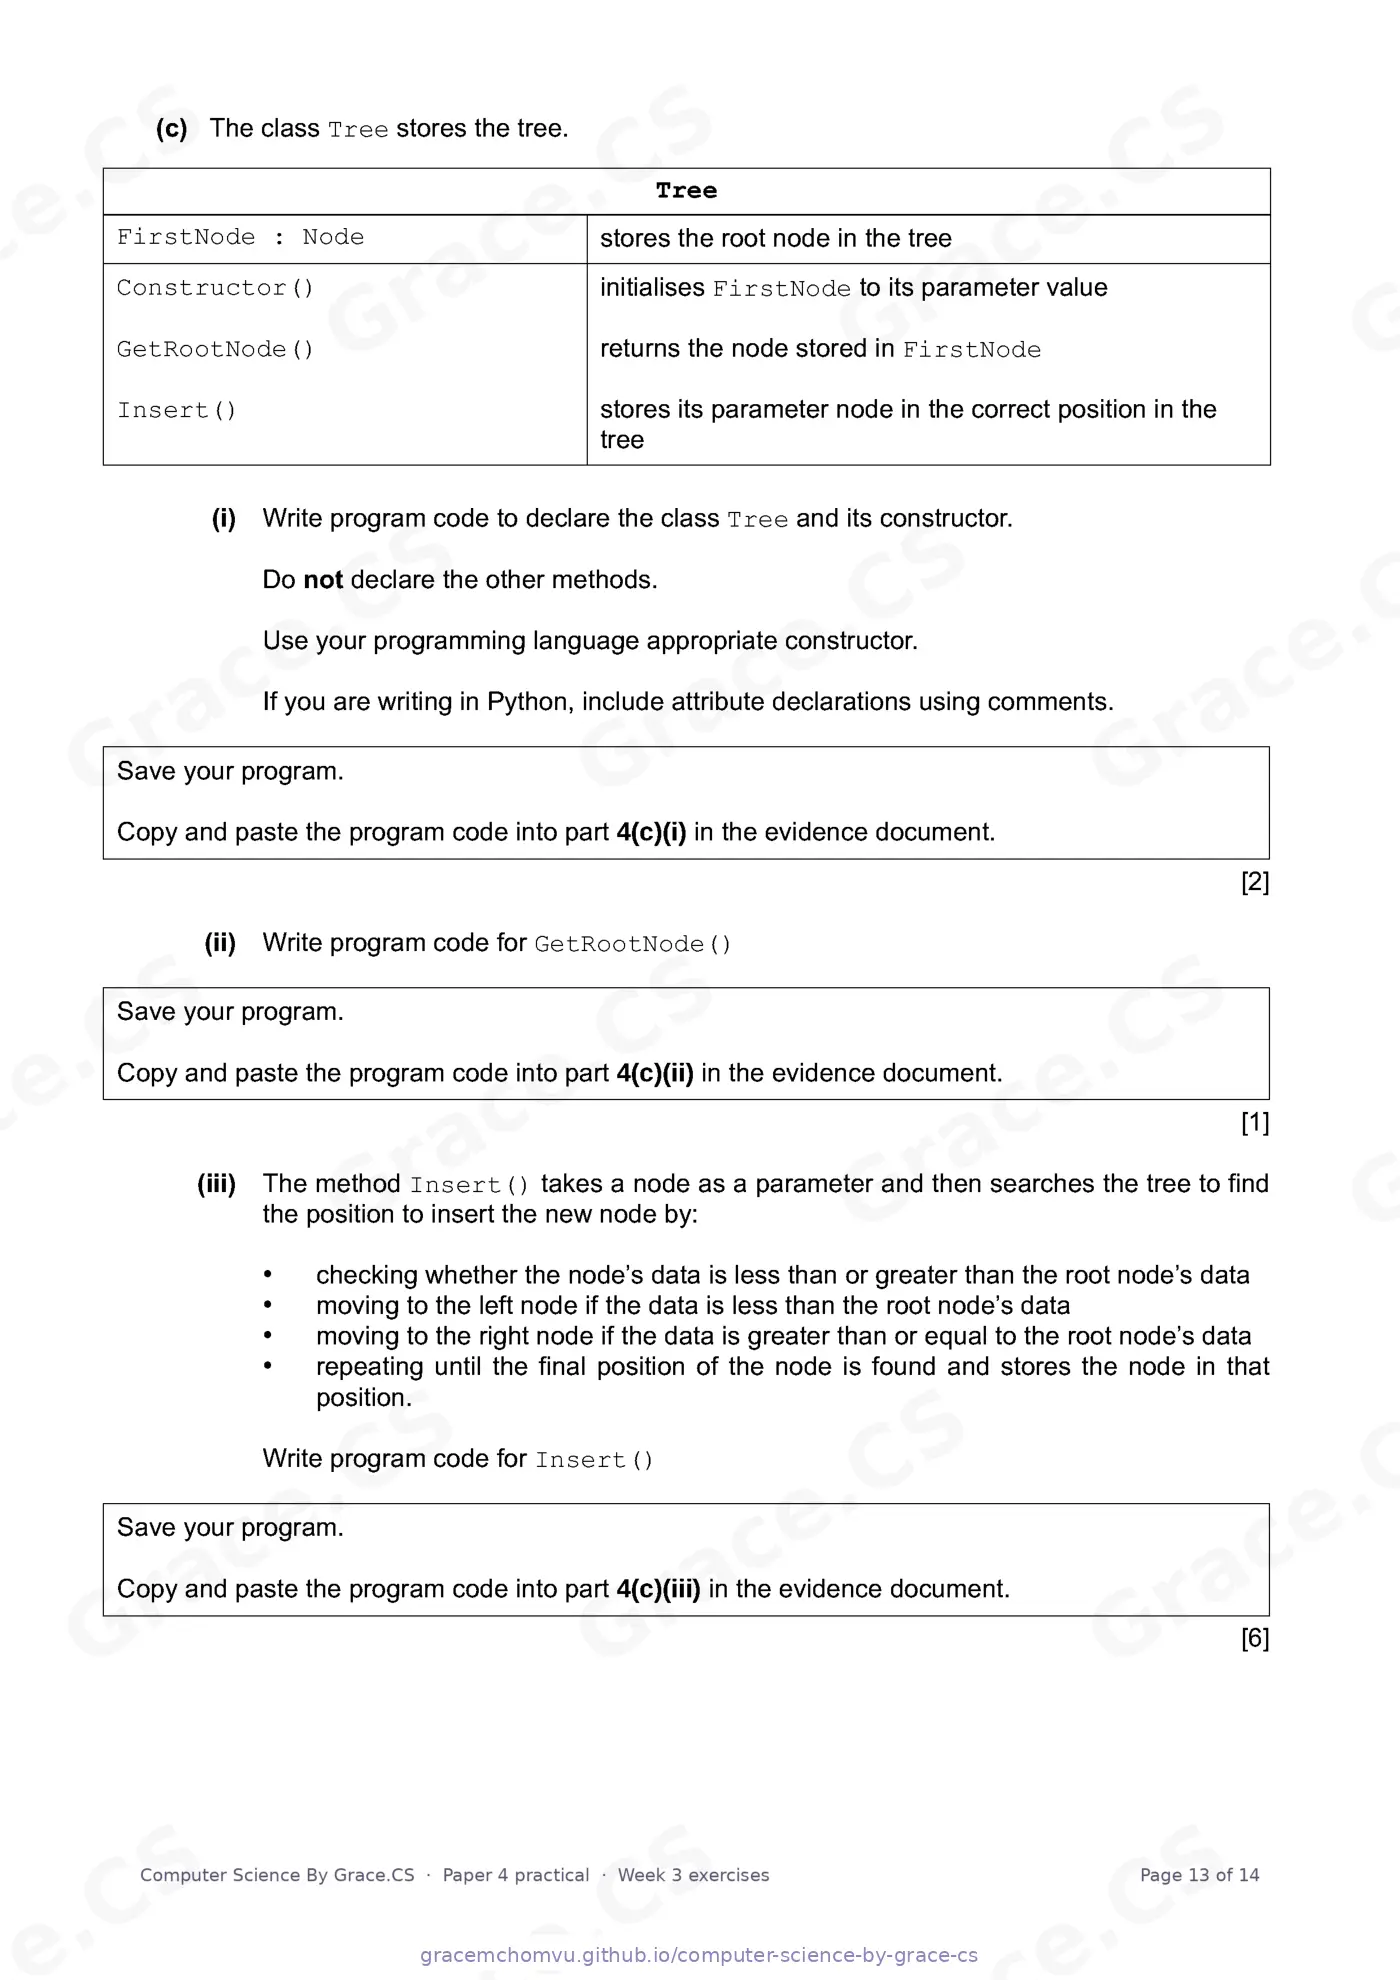 (c) The class Tree stores the tree.
Tree
FirstNode : Node stores the root node in the tree
Constructor() initialises FirstNode to its parameter value
GetRootNode() returns the node stored in FirstNode
Insert() stores its parameter node in the correct position in the
tree
(i) Write program code to declare the class Tree and its constructor.
Do not declare the other methods.
Use your programming language appropriate constructor.
If you are writing in Python, include attribute declarations using comments.
Save your program.
Copy and paste the program code into part 4(c)(i) in the evidence document.
[2]
(ii) Write program code for GetRootNode()
Save your program.
Copy and paste the program code into part 4(c)(ii) in the evidence document.
[1]
(iii) The method Insert() takes a node as a parameter and then searches the tree to find
the position to insert the new node by:
• checking whether the node’s data is less than or greater than the root node’s data
• moving to the left node if the data is less than the root node’s data
• moving to the right node if the data is greater than or equal to the root node’s data
• repeating until the final position of the node is found and stores the node in that
position.
Write program code for Insert()
Save your program.
Copy and paste the program code into part 4(c)(iii) in the evidence document.
[6]
Computer Science By Grace.CS · Paper 4 practical · Week 3 exercises Page 13 of 14
gracemchomvu.github.io/computer-science-by-grace-cs